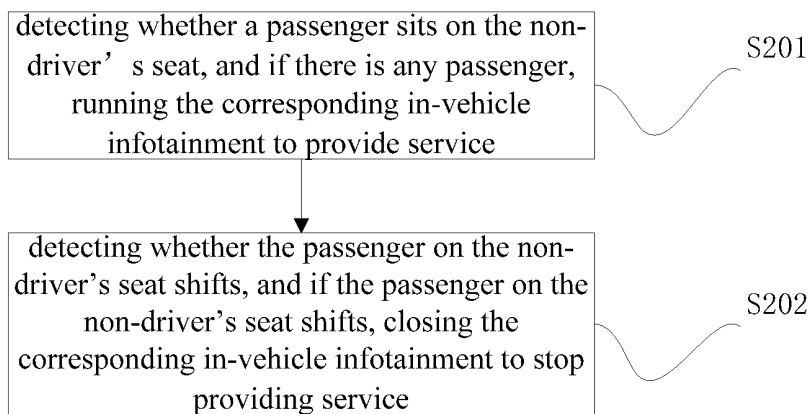 detecting whether a passenger sits on the non-
driver’s seat, and if there is any passenger,
running the corresponding in-vehicle
infotainment to provide service
S201
detecting whether the passenger on the non-
driver’s seat shifts, and if the passenger on the
non-driver’s seat shifts, closing the
corresponding in-vehicle infotainment to stop
providing service
S202